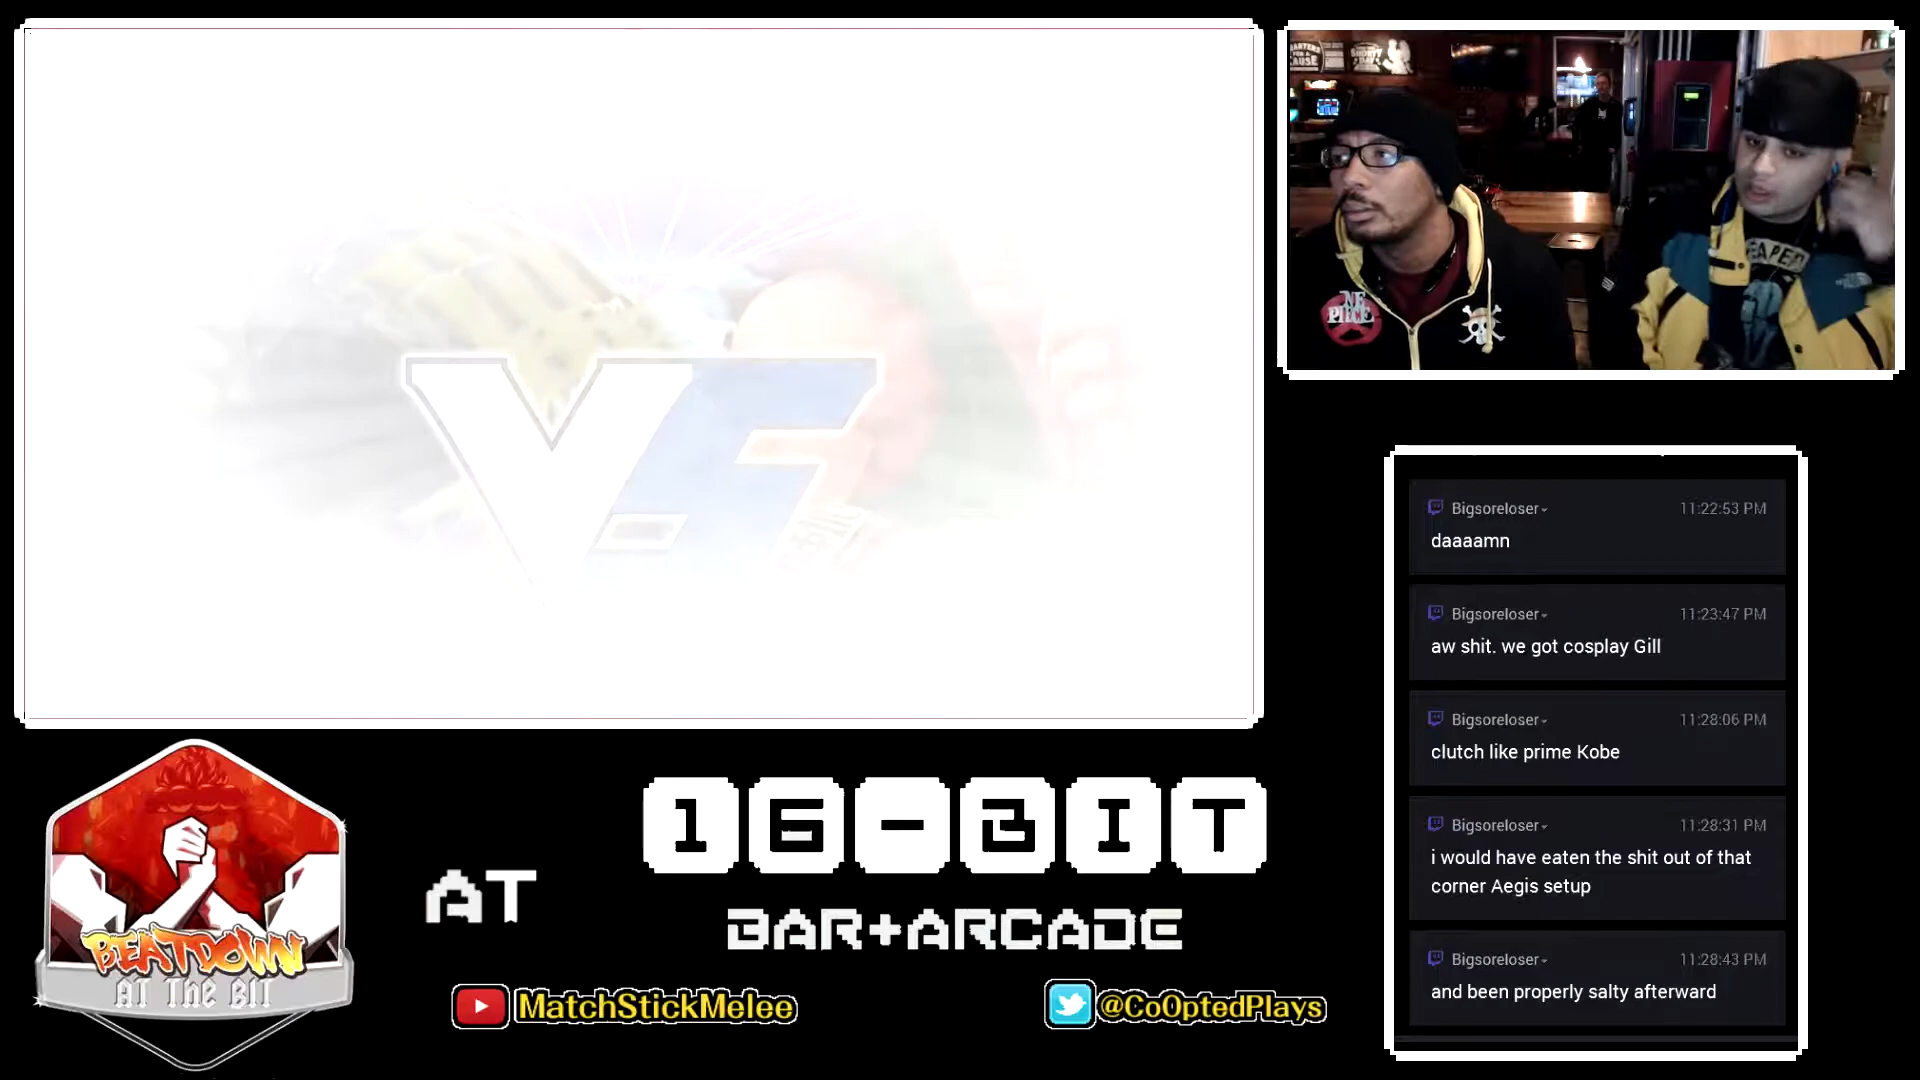 VS
NE
PIECE
Bigsoreloser
11:22:53 PM
daaaamn
Bigsoreloser
11:23:47 PM
aw shit. we got cosplay Gill
Bigsoreloser
11:28:06 PM
clutch like prime Kobe
Bigsoreloser
11:28:31 PM
i would have eaten the shit out of that
corner Aegis setup
Bigsoreloser
11:28:43 PM
and been properly salty afterward
BEATDOWN
AT The BIT
AT
16-BIT
BAR+ARCADE
MatchStickMelee
@CoOptedPlays